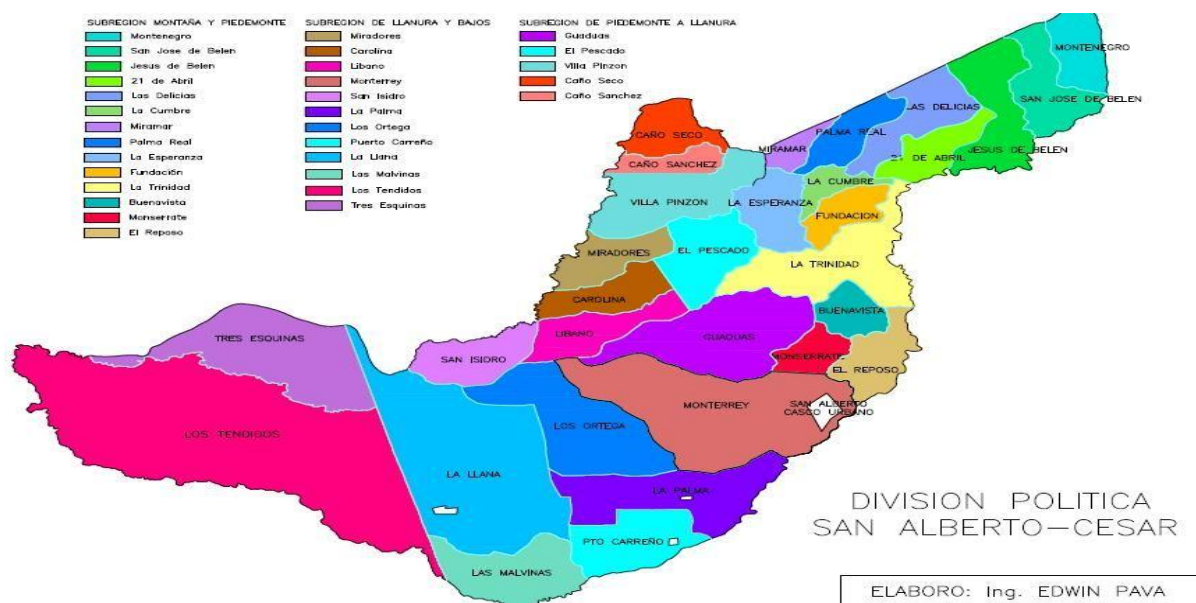 SUBREGION MONTAÑA Y PIEDEMONTE
Montenegro
San Jose de Belen
Jesus de Belen
21 de Abril
Las Delicias
La Cumbre
Miramar
Palma Real
La Esperanza
Fundación
La Trinidad
Buenavista
Monserrate
El Reposo
SUBREGION DE LLANURA Y BAJOS
Miradores
Carolina
Libano
Monterrey
San Isidro
La Palma
Los Ortega
Puerto Carreño
La Llana
Las Malvinas
Los Tendidos
Tres Esquinas
SUBREGION DE PIEDEMONTE A LLANURA
Guaduas
El Pescado
Villa Pinzon
Caño Seco
Caño Sanchez
MONTENEGRO
SAN JOSE DE BELEN
LAS DELICIAS
PALMA REAL
CAÑO SECO
MIRAMAR
JESUS DE BELEN
21 DE ABRIL
CAÑO SANCHEZ
LA CUMBRE
VILLA PINZON
LA ESPERANZA
FUNDACION
EL PESCADO
MIRADORES
LA TRINIDAD
CAROLINA
BUENAVISTA
LIBANO
GUADUAS
TRES ESQUINAS
SAN ISIDRO
MONSERRATE
EL REPOSO
MONTERREY
SAN ALBERTO
CASCO URBANO
LOS TENDIDOS
LOS ORTEGA
LA LLANA
LA PALMA
PTO CARREÑO
LAS MALVINAS
DIVISION POLITICA
SAN ALBERTO-CESAR
ELABORO: Ing. EDWIN PAVA